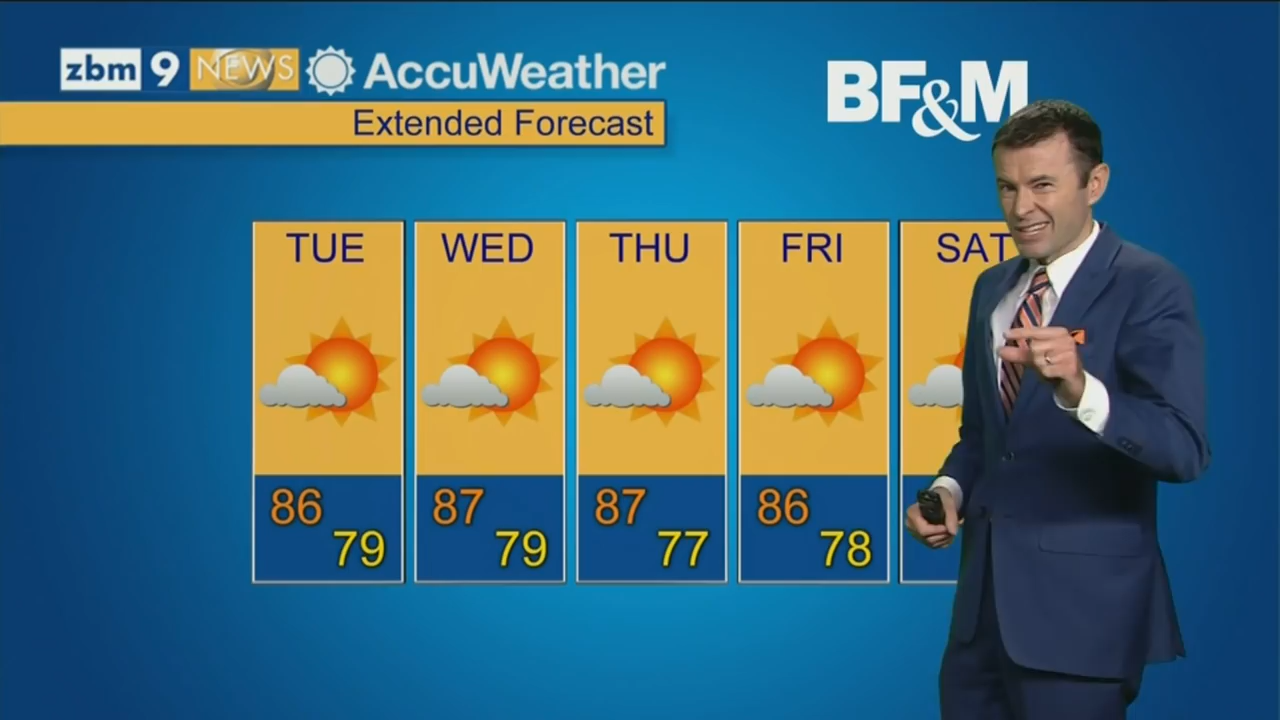 zbm 9 NEWS AccuWeather
BF&M
Extended Forecast
TUE WED THU FRI SAT
86 87 87 86
79 79 77 78